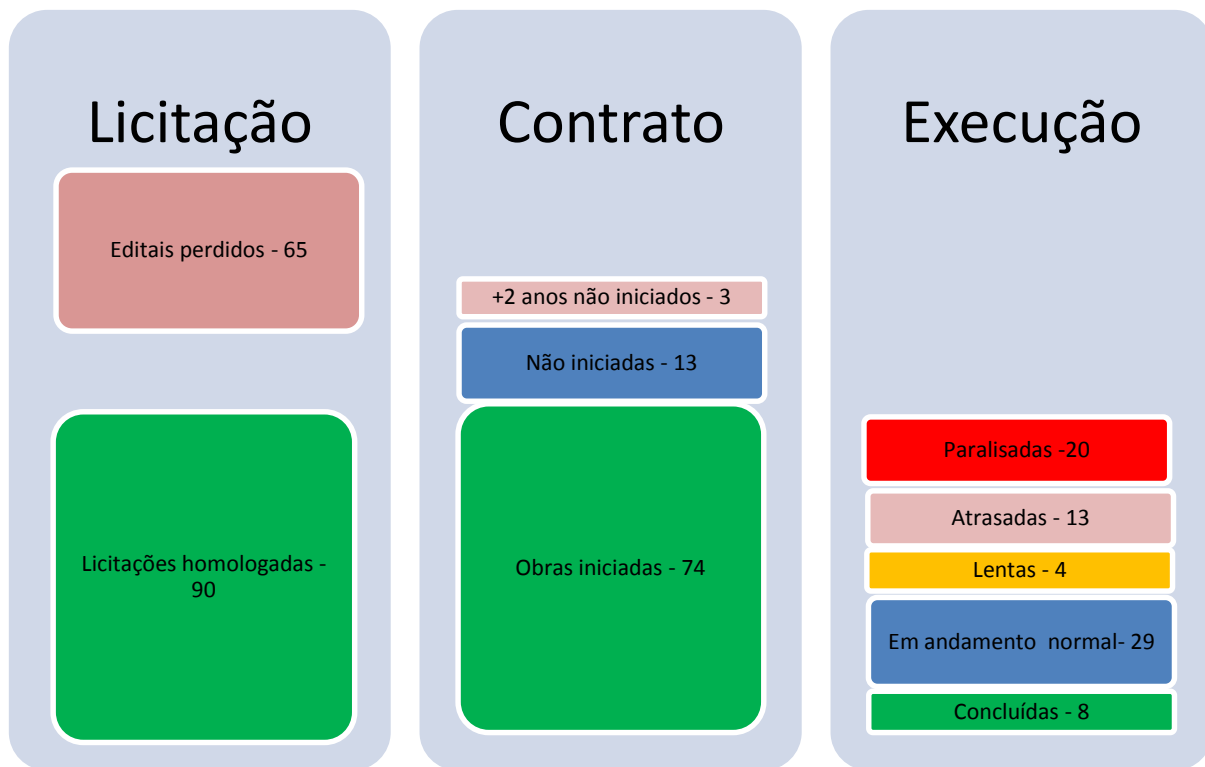 Licitação
Editais perdidos - 65
Licitações homologadas -
90
Contrato
+2 anos não iniciados - 3
Não iniciadas - 13
Obras iniciadas - 74
Execução
Paralisadas -20
Atrasadas - 13
Lentas - 4
Em andamento  normal- 29
Concluídas - 8